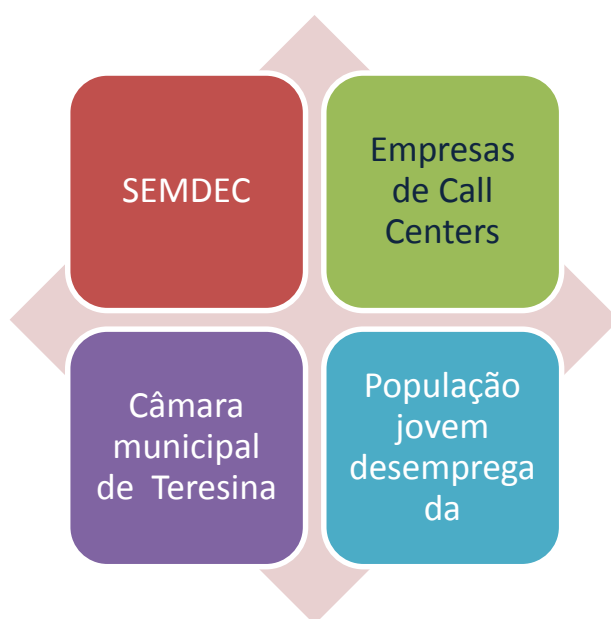 SEMDEC
Empresas
de Call
Centers
Câmara
municipal
de Teresina
População
jovem
desemprega
da